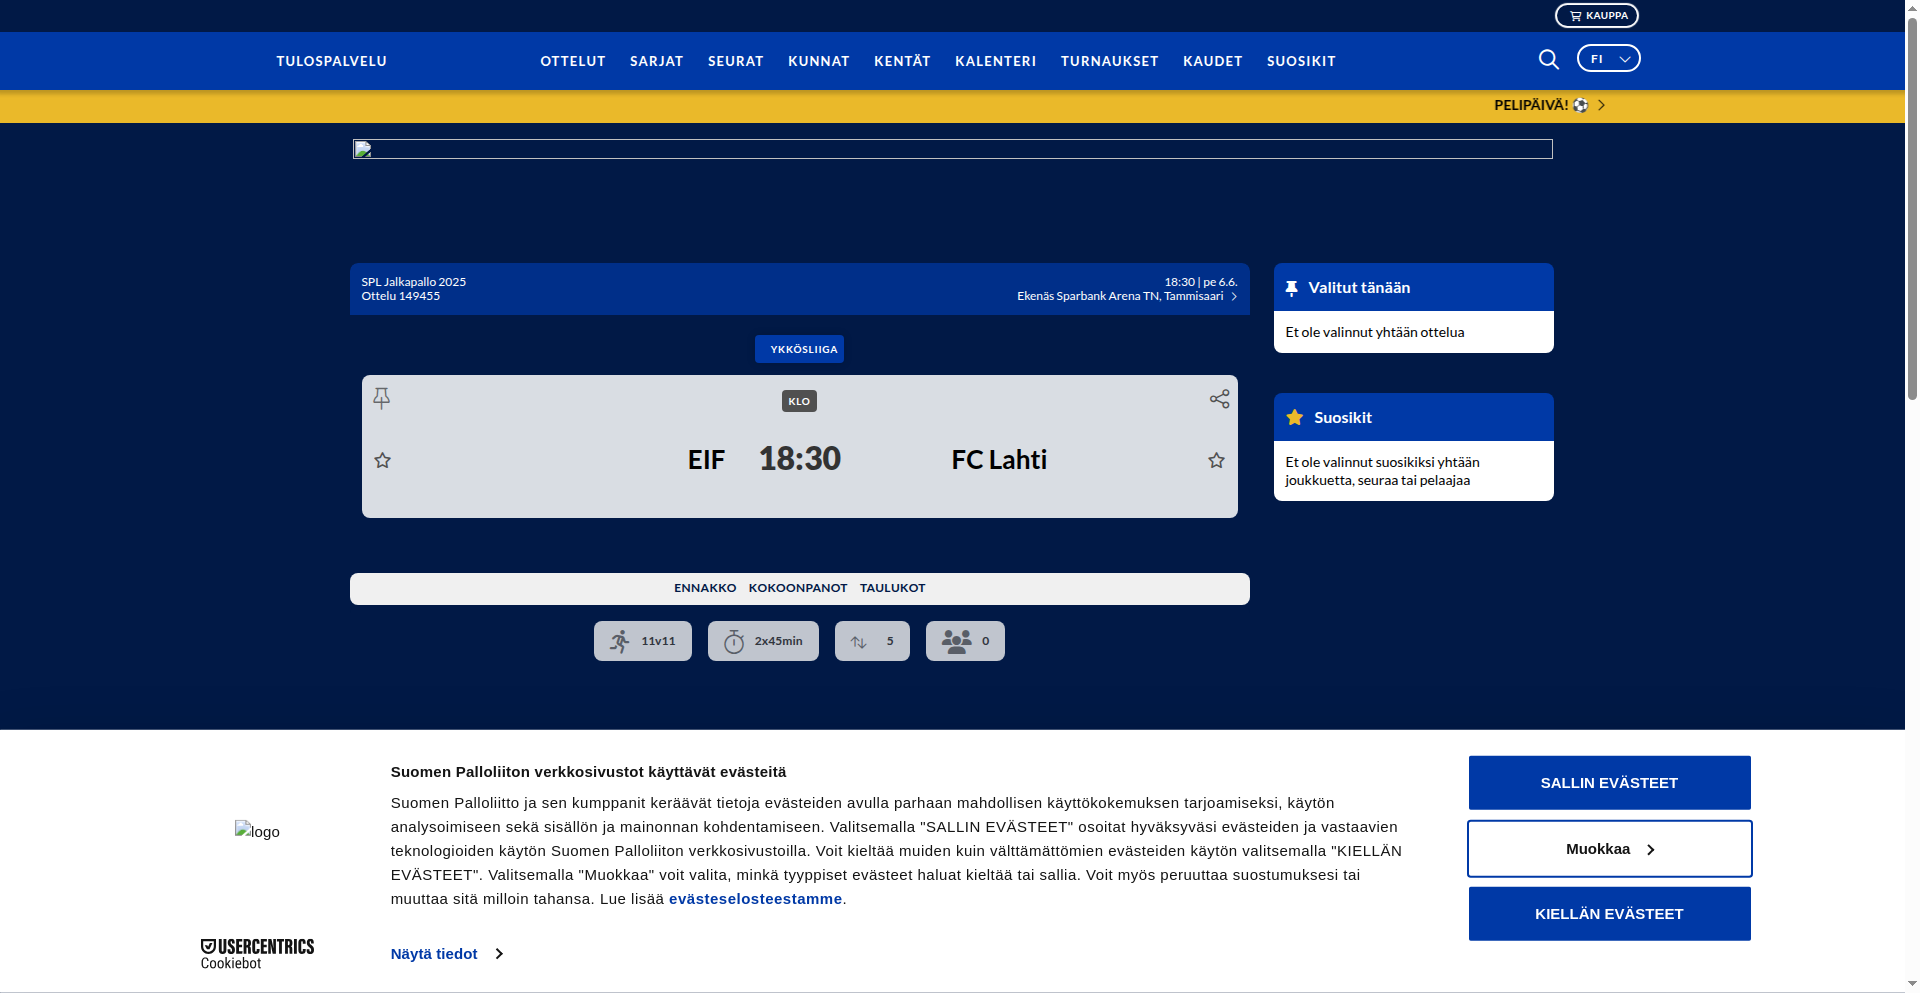 KAUPPA
TULOSPALVELU
OTTELUT SARJAT SEURAT KUNNAT KENTÄT KALENTERI TURNAUKSET KAUDET SUOSIKIT
FI
PELIPÄIVÄ! ⚽
SPL Jalkapallo 2025
Ottelu 149455
18:30 | pe 6.6.
Ekenäs Sparbank Arena TN, Tammisaari
YKKÖSLIIGA
KLO
EIF 18:30 FC Lahti
ENNAKKO KOKOONPANOT TAULUKOT
11v11 2x45min 5 0
Valitut tänään
Et ole valinnut yhtään ottelua
Suosikit
Et ole valinnut suosikiksi yhtään
joukkuetta, seuraa tai pelaajaa
logo
USERCENTRICS
Cookiebot
Suomen Palloliiton verkkosivustot käyttävät evästeitä
Suomen Palloliitto ja sen kumppanit keräävät tietoja evästeiden avulla parhaan mahdollisen käyttökokemuksen tarjoamiseksi, käytön
analysoimiseen sekä sisällön ja mainonnan kohdentamiseen. Valitsemalla "SALLIN EVÄSTEET" osoitat hyväksyväsi evästeiden ja vastaavien
teknologioiden käytön Suomen Palloliiton verkkosivustoilla. Voit kieltää muiden kuin välttämättömien evästeiden käytön valitsemalla "KIELLÄN
EVÄSTEET". Valitsemalla "Muokkaa" voit valita, minkä tyyppiset evästeet haluat kieltää tai sallia. Voit myös peruuttaa suostumuksesi tai
muuttaa sitä milloin tahansa. Lue lisää evästeselosteestamme.
Näytä tiedot
SALLIN EVÄSTEET
Muokkaa
KIELLÄN EVÄSTEET